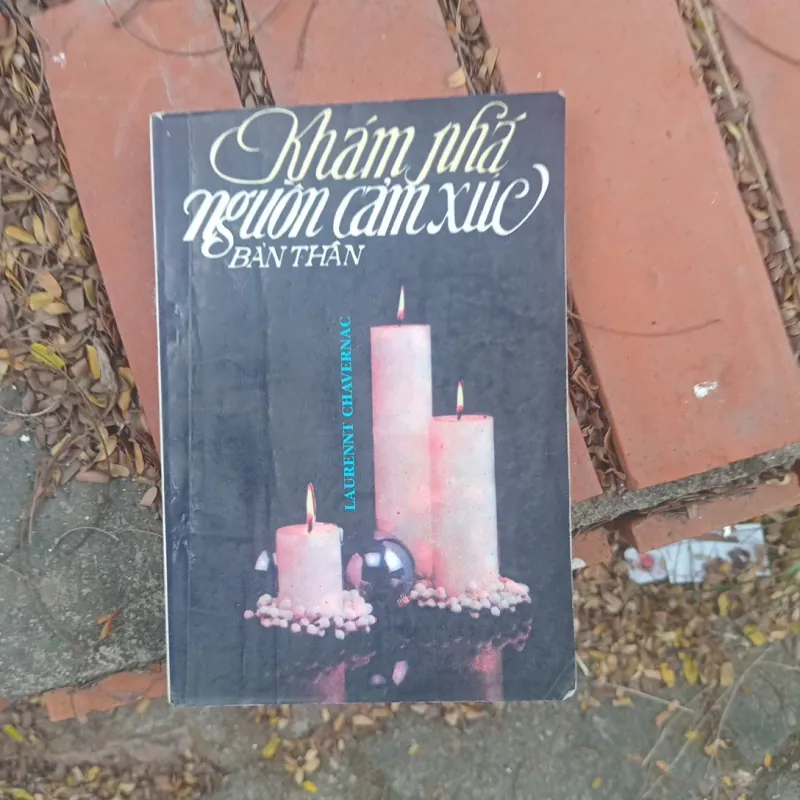 Khám phá
nguồn cảm xúc
BẢN THÂN
LAURENNT CHAVERNAC